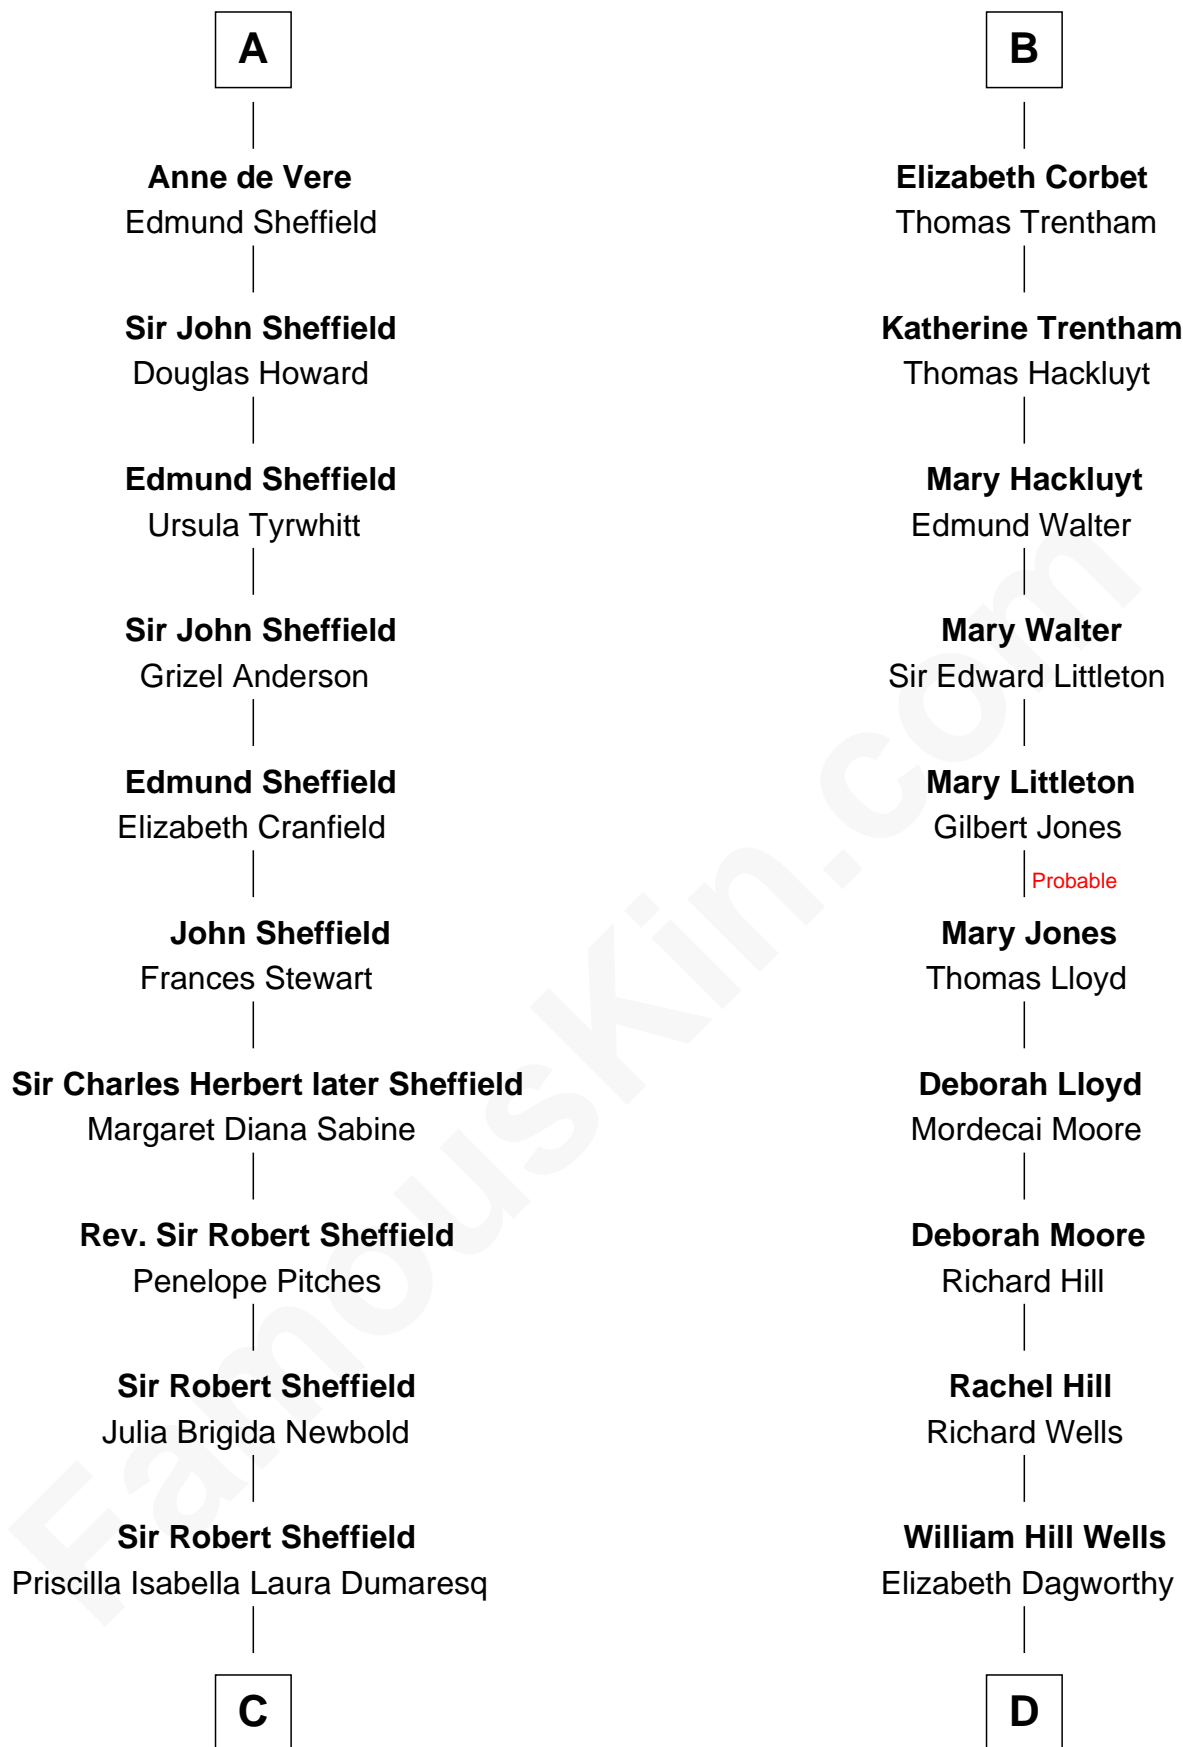 A
Anne de Vere
Edmund Sheffield
Sir John Sheffield
Douglas Howard
Edmund Sheffield
Ursula Tyrwhitt
Sir John Sheffield
Grizel Anderson
Edmund Sheffield
Elizabeth Cranfield
John Sheffield
Frances Stewart
Sir Charles Herbert later Sheffield
Margaret Diana Sabine
Rev. Sir Robert Sheffield
Penelope Pitches
Sir Robert Sheffield
Julia Brigida Newbold
Sir Robert Sheffield
Priscilla Isabella Laura Dumaresq
C
B
Elizabeth Corbet
Thomas Trentham
Katherine Trentham
Thomas Hackluyt
Mary Hackluyt
Edmund Walter
Mary Walter
Sir Edward Littleton
Mary Littleton
Gilbert Jones
Probable
Mary Jones
Thomas Lloyd
Deborah Lloyd
Mordecai Moore
Deborah Moore
Richard Hill
Rachel Hill
Richard Wells
William Hill Wells
Elizabeth Dagworthy
D
FamousKin.com